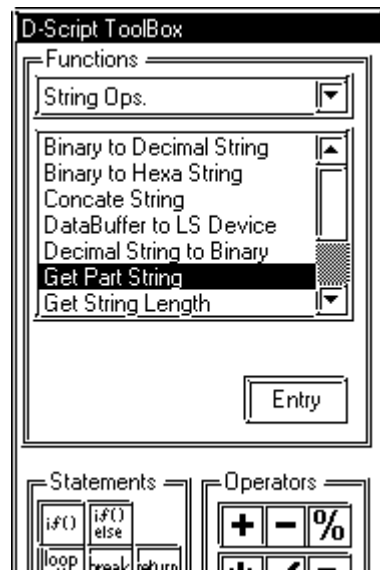 D-Script ToolBox
Functions
String Ops.
Binary to Decimal String
Binary to Hexa String
Concate String
DataBuffer to LS Device
Decimal String to Binary
Get Part String
Get String Length
Entry
Statements Operators
if() if() else + - %
loop break return